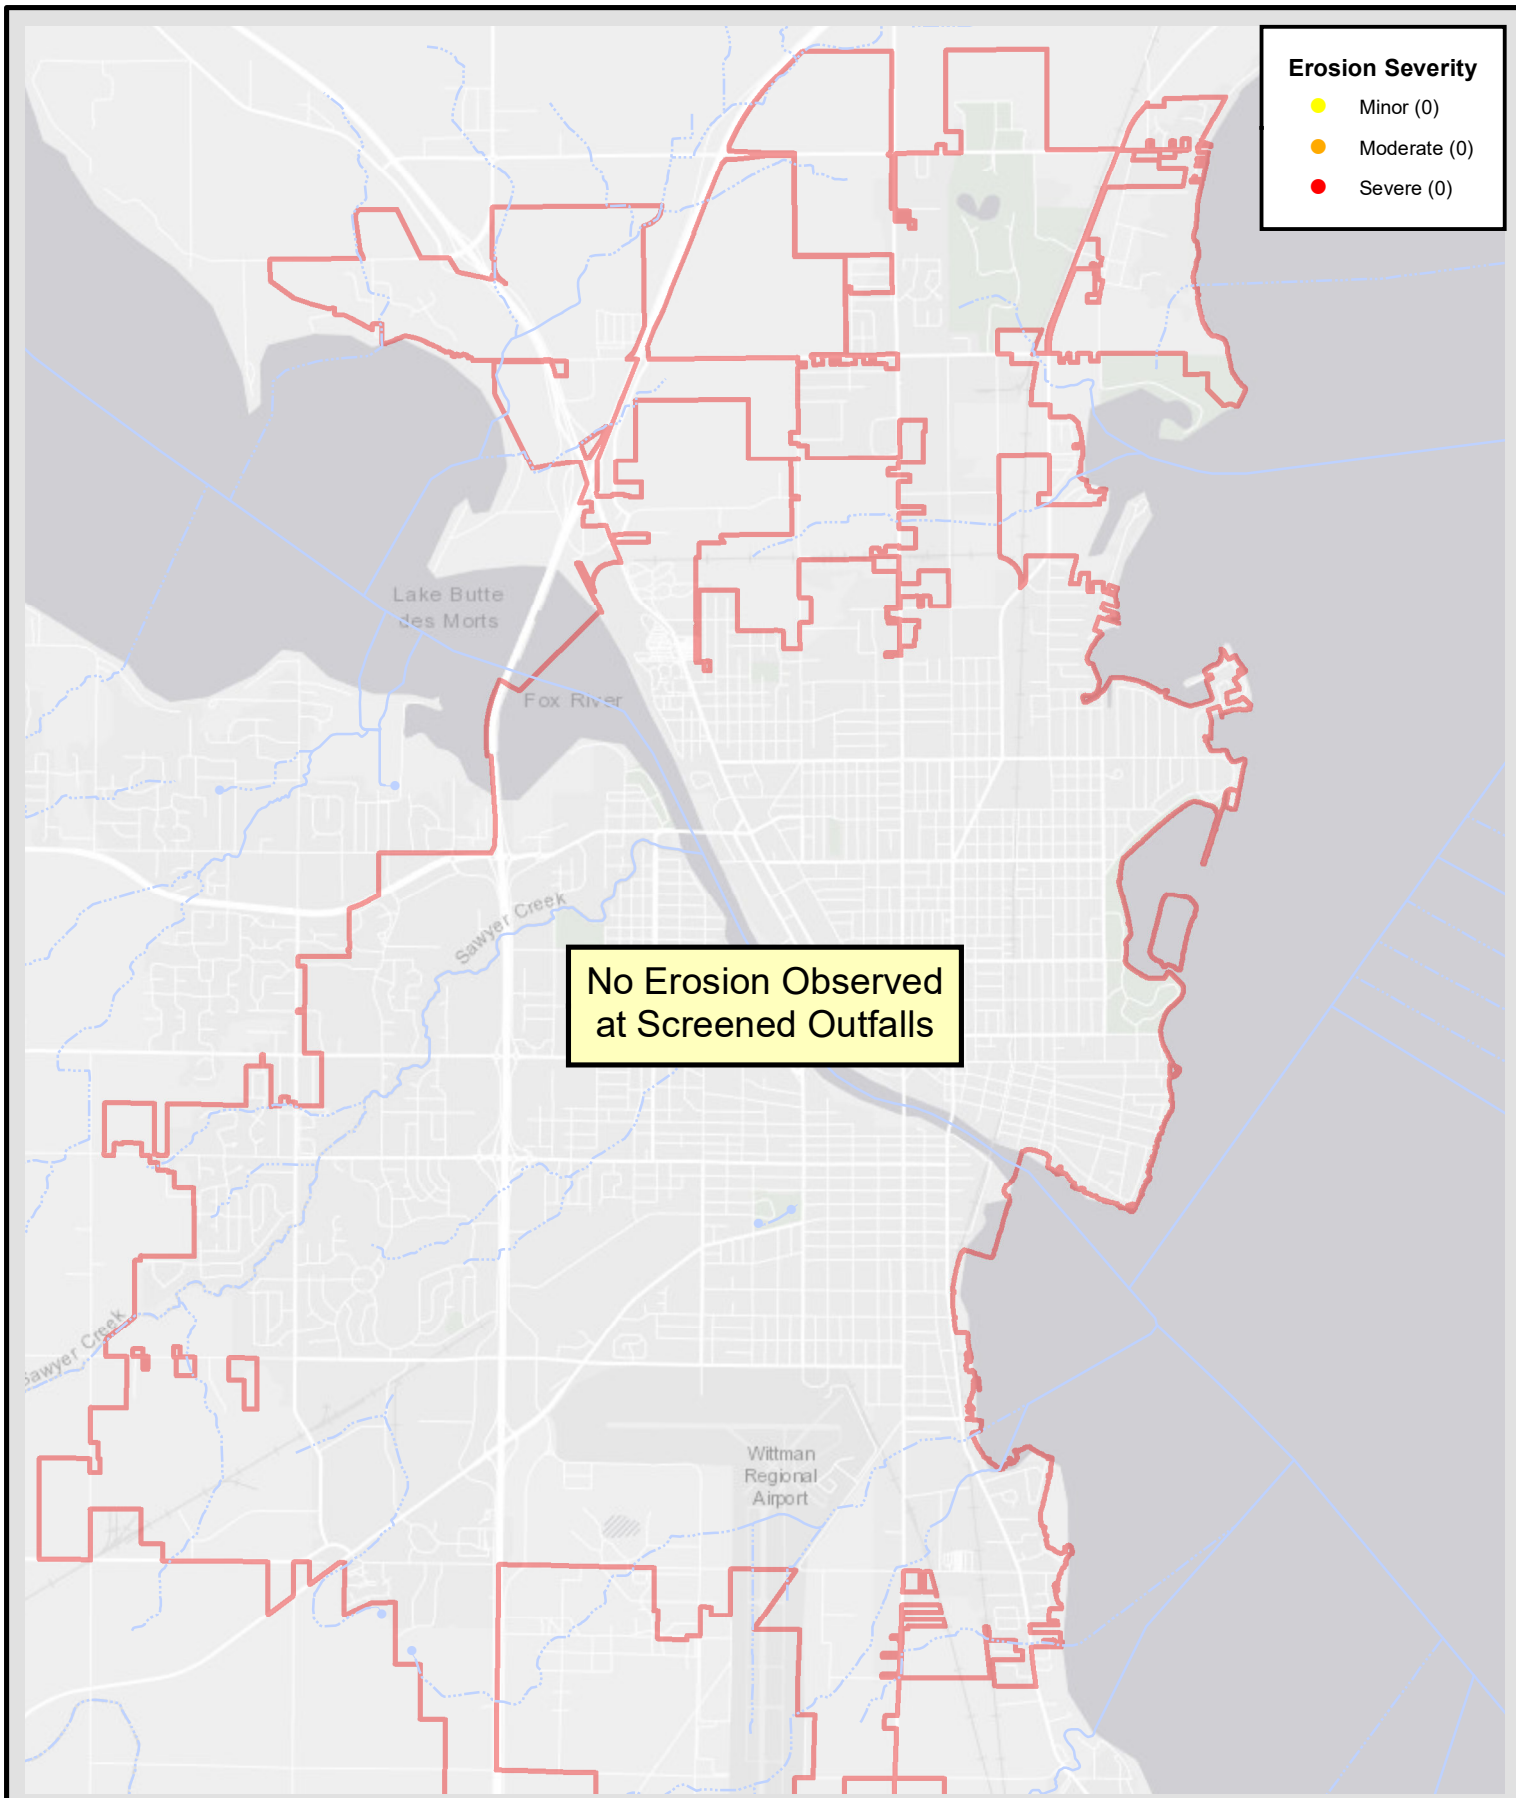 Erosion Severity
Minor (0)
Moderate (0)
Severe (0)
Lake Butte
des Morts
Fox River
Sawyer Creek
No Erosion Observed
at Screened Outfalls
Sawyer Creek
Wittman
Regional
Airport